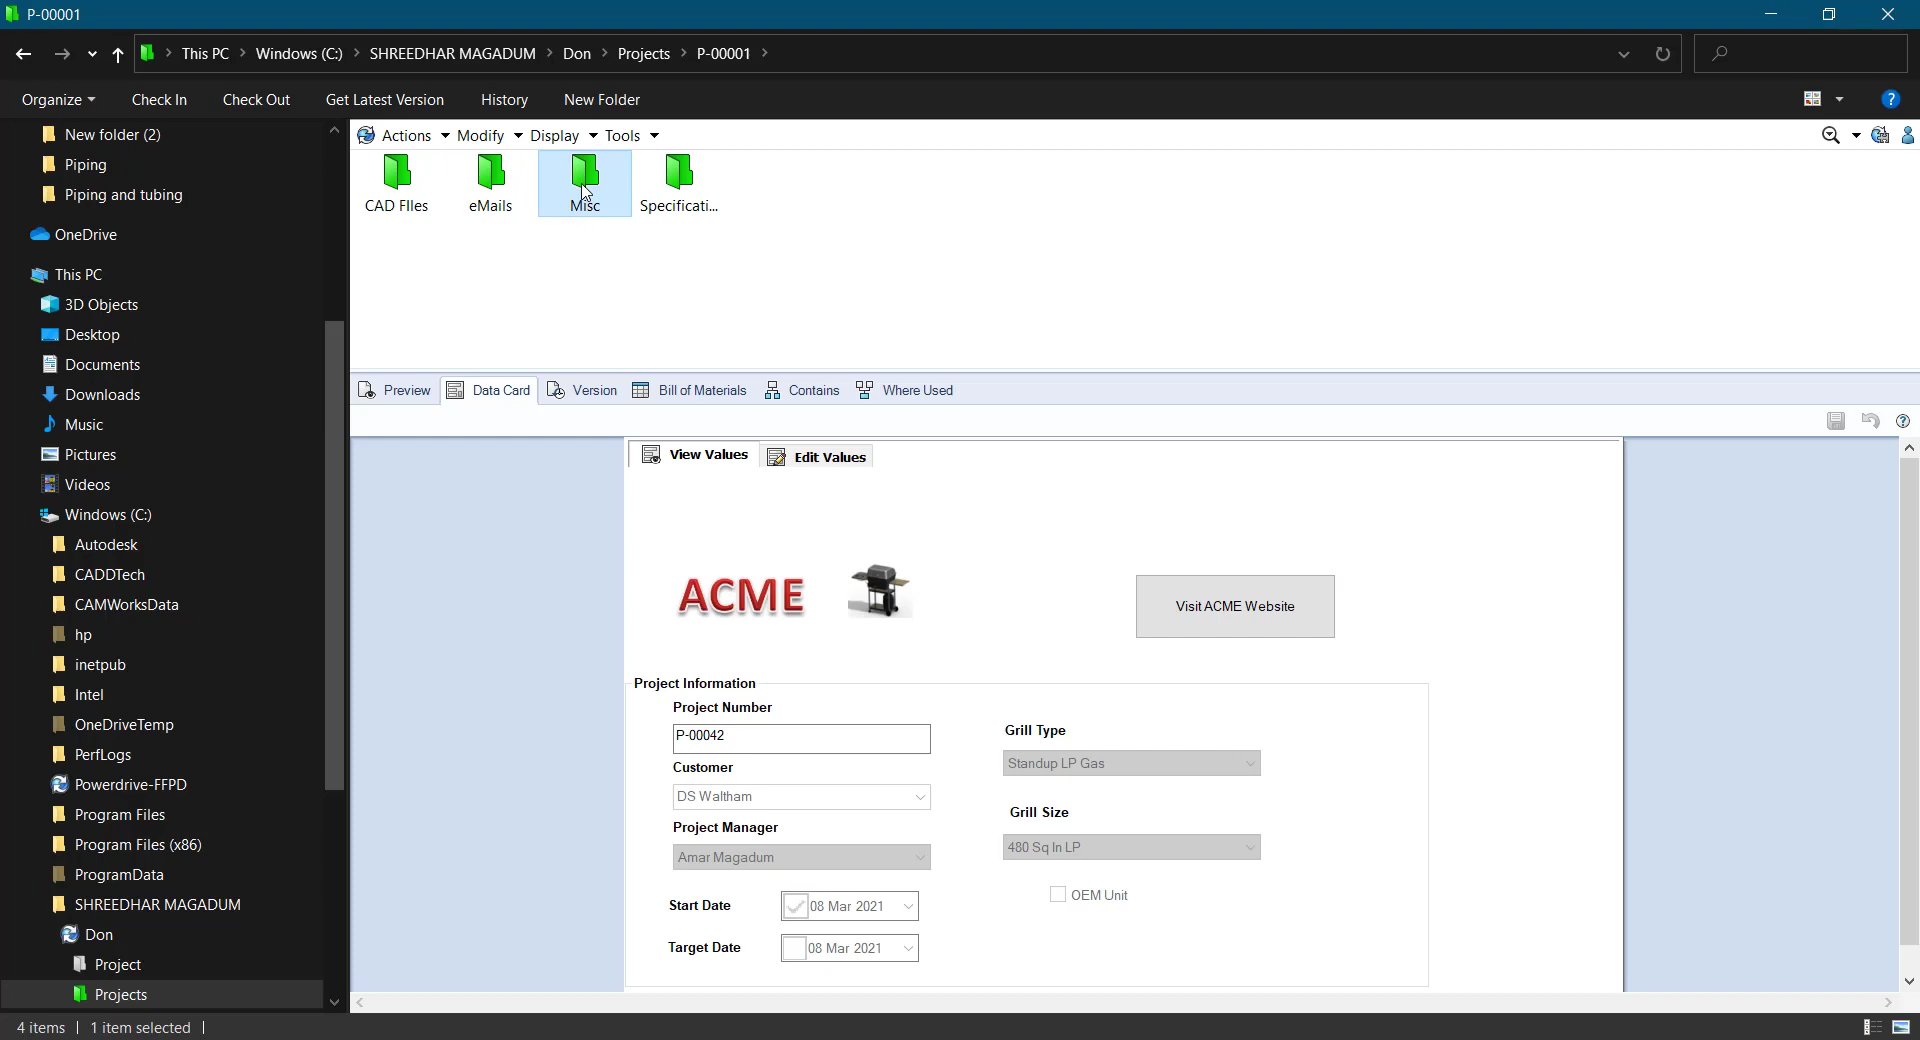 P-00001
This PC > Windows (C:) > SHREEDHAR MAGADUM > Don > Projects > P-00001 >
Organize Check In Check Out Get Latest Version History New Folder ?
New folder (2)
Piping
Piping and tubing
OneDrive
This PC
3D Objects
Desktop
Documents
Downloads
Music
Pictures
Videos
Windows (C:)
Autodesk
CADDTech
CAMWorksData
hp
inetpub
Intel
OneDriveTemp
PerfLogs
Powerdrive-FFPD
Program Files
Program Files (x86)
ProgramData
SHREEDHAR MAGADUM
Don
Project
Projects
Actions Modify Display Tools
CAD FIles eMails Misc Specificati...
Preview Data Card Version Bill of Materials Contains Where Used
?
View Values Edit Values
ACME
Visit ACME Website
Project Information
Project Number
P-00042
Customer
DS Waltham
Project Manager
Amar Magadum
Start Date 08 Mar 2021
Target Date 08 Mar 2021
Grill Type
Standup LP Gas
Grill Size
480 Sq In LP
OEM Unit
4 items 1 item selected